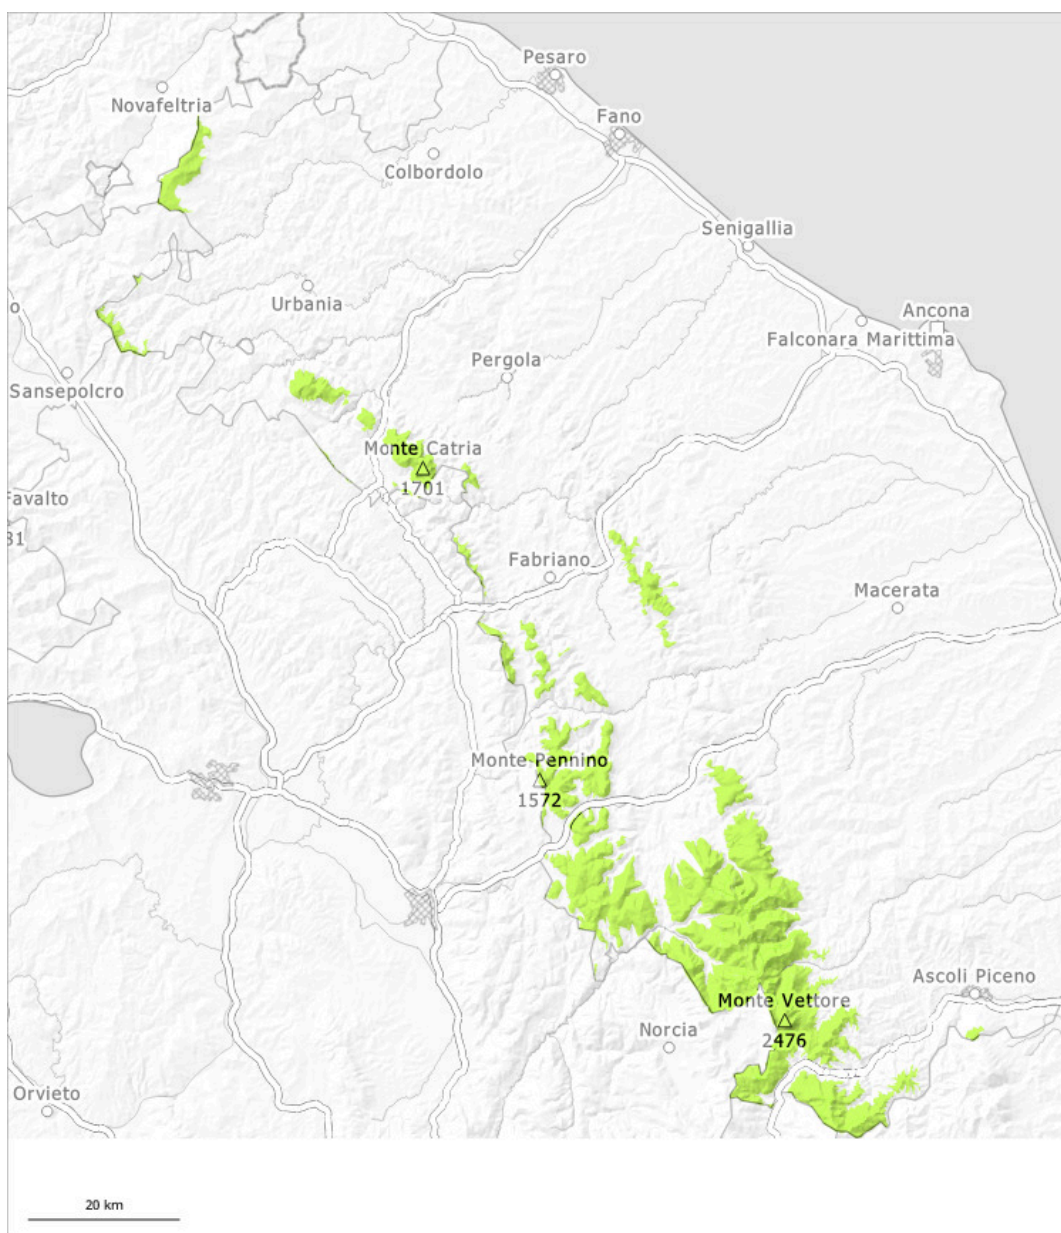 Pesaro
Novafeltria
Fano
Colbordolo
Senigallia
Urbania
o
Ancona
Falconara Marittima
Pergola
Sansepolcro
Monte Catria
1701
Favalto
31
Fabriano
Macerata
Monte Pennino
1572
Ascoli Piceno
Monte Vettore
Norcia
2476
Orvieto
20 km